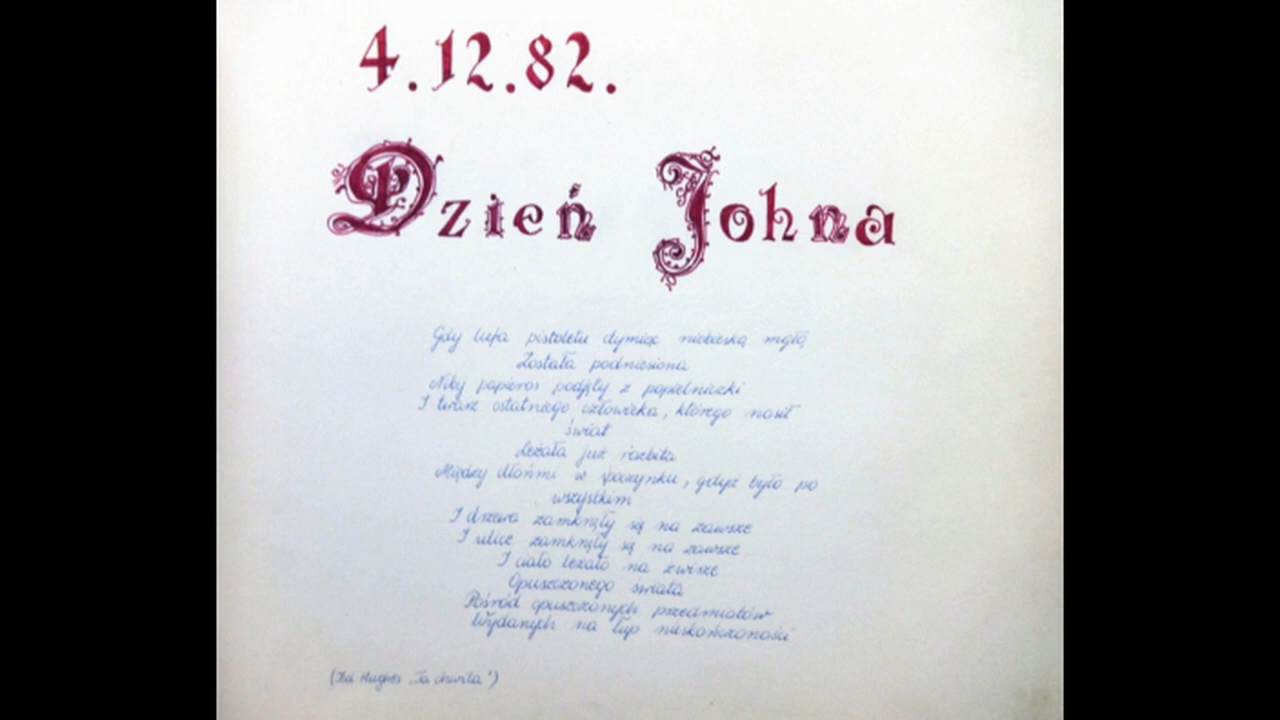 4.12.82.
Dzień Johna
Gdy lufa pistoletu dymiąc niebieską mgłą
Została podniesiona
Niby papieros podjęty z popielniczki
I twarz ostatniego człowieka, którego nosił
świat
Leżała już rozbita
Między dłońmi w spoczynku, gdyż było po
wszystkim
I drzewa zamknęły się na zawsze
I ulice zamknęły się na zawsze
I ciało leżało na żwirze
Opuszczonego świata
Pośród opuszczonych przedmiotów
Wydanych na łup nieskończoności
(Ted Hughes "Ta chwila")